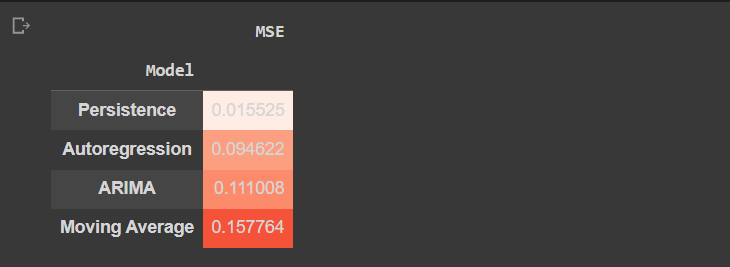 MSE
Model
Persistence 0.015525
Autoregression 0.094622
ARIMA 0.111008
Moving Average 0.157764